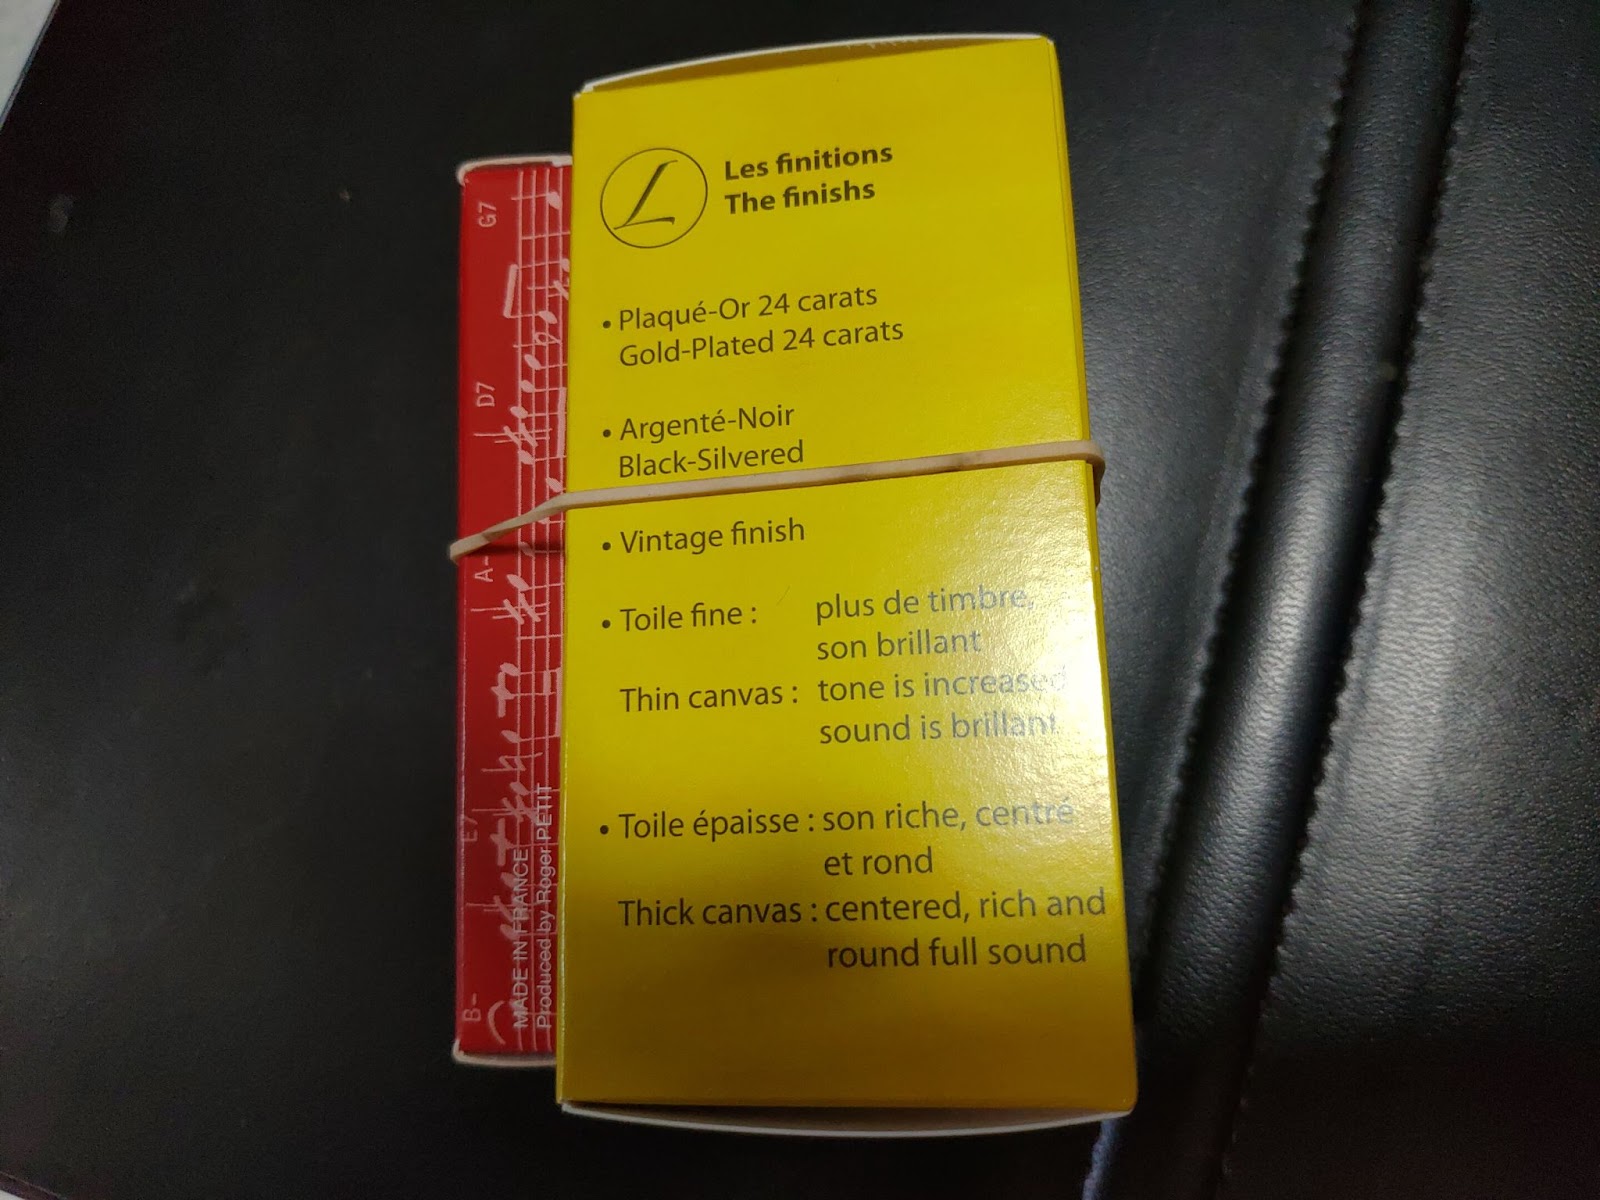 L
Les finitions
The finishs
• Plaqué-Or 24 carats
Gold-Plated 24 carats
• Argenté-Noir
Black-Silvered
• Vintage finish
• Toile fine : plus de timbre,
son brillant
Thin canvas : tone is increased
sound is brillant
• Toile épaisse : son riche, centré
et rond
Thick canvas : centered, rich and
round full sound
G7
D7
A-
E7
B-
MADE IN FRANCE
Produced by Roger PETIT